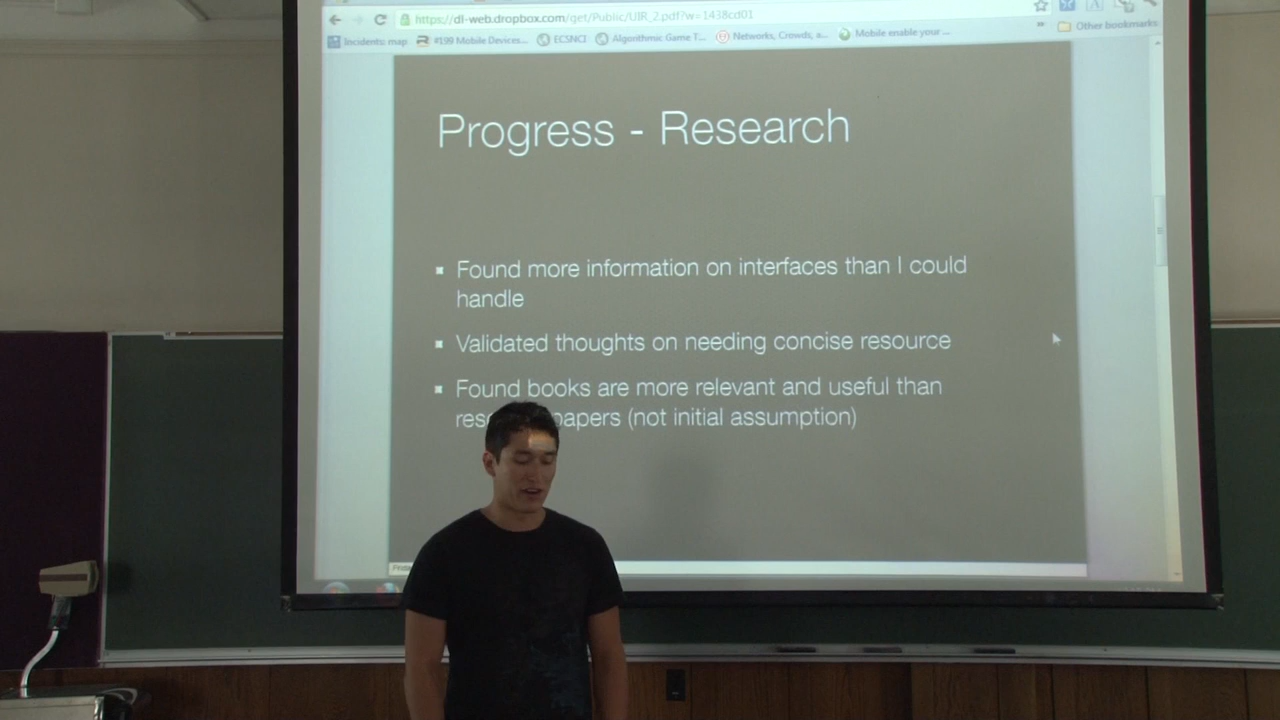 https://dl-web.dropbox.com/get/Public/UIR_2.pdf?w=1438cd01
Incidents: map #199 Mobile Devices... ECSNCI Algorithmic Game T... Networks, Crowds, a... Mobile enable your ... Other bookmarks
Progress - Research
Found more information on interfaces than I could
handle
Validated thoughts on needing concise resource
Found books are more relevant and useful than
papers (not initial assumption)